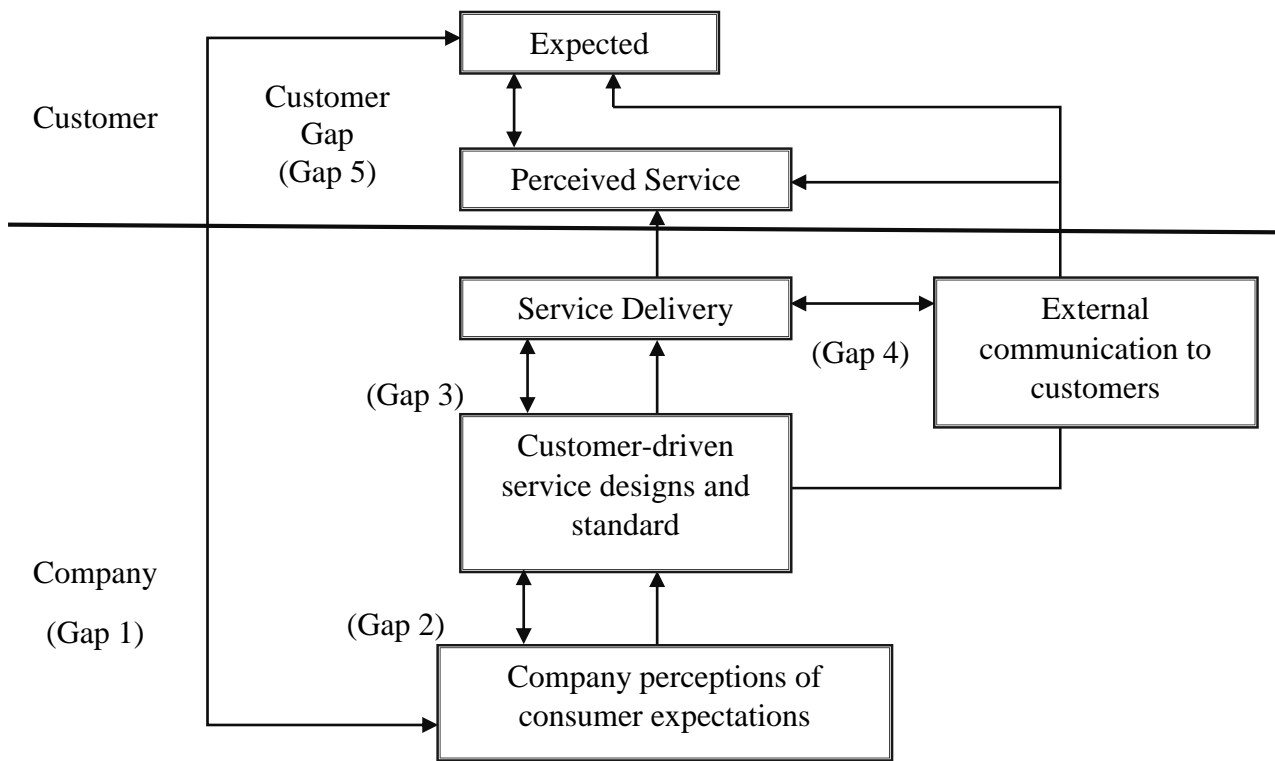 Expected
Customer
Customer
Gap
(Gap 5)
Perceived Service
Service Delivery
(Gap 4)
External
communication to
customers
(Gap 3)
Customer-driven
service designs and
standard
Company
(Gap 1)
(Gap 2)
Company perceptions of
consumer expectations